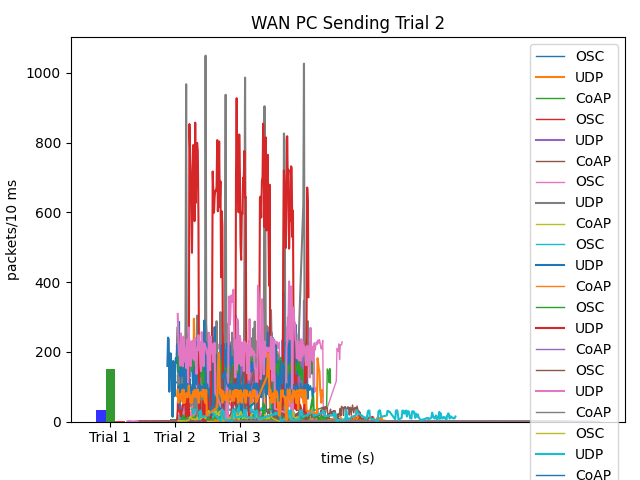 WAN PC Sending Trial 2
packets/10 ms
1000
800
600
400
200
0
Trial 1
Trial 2
Trial 3
time (s)
OSC
UDP
CoAP
OSC
UDP
CoAP
OSC
UDP
CoAP
OSC
UDP
CoAP
OSC
UDP
CoAP
OSC
UDP
CoAP
OSC
UDP
CoAP